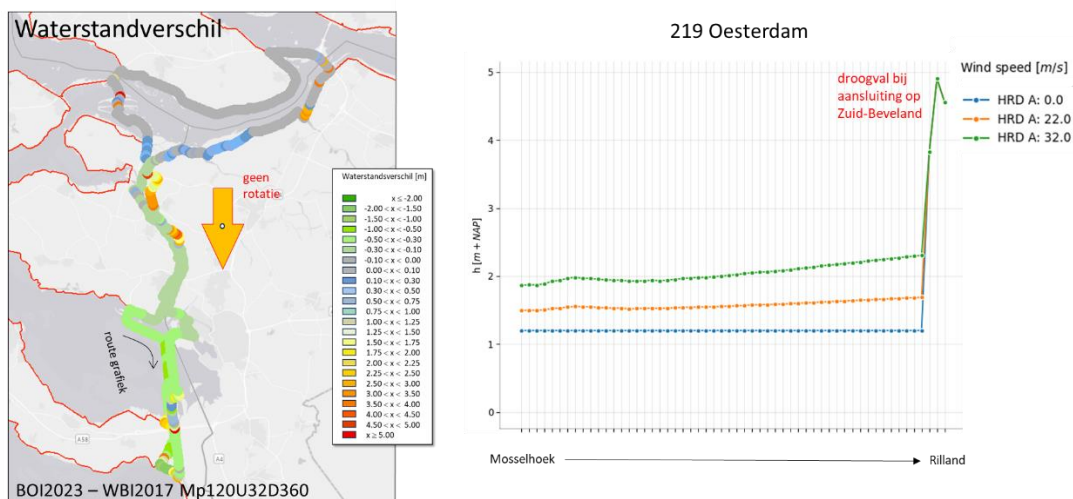 Waterstandverschil
geen
rotatie
route grafiek
A58
A4
Waterstandsverschil [m]
x ≤ -2.00
-2.00 < x < -1.50
-1.50 < x < -1.00
-1.00 < x < -0.50
-0.50 < x < -0.30
-0.30 < x < -0.10
-0.10 < x < 0.00
0.00 < x < 0.10
0.10 < x < 0.30
0.30 < x < 0.50
0.50 < x < 0.75
0.75 < x < 1.00
1.00 < x < 1.25
1.25 < x < 1.50
1.50 < x < 1.75
1.75 < x < 2.00
2.00 < x < 2.25
2.25 < x < 2.50
2.50 < x < 3.00
3.00 < x < 3.50
3.50 < x < 4.00
4.00 < x < 4.50
4.50 < x < 5.00
x ≥ 5.00
BOI2023 – WBI2017 Mp120U32D360
219 Oesterdam
droogval bij
aansluiting op
Zuid-Beveland
Wind speed [m/s]
HRD A: 0.0
HRD A: 22.0
HRD A: 32.0
h [m + NAP]
5
4
3
2
1
0
Mosselhoek
Rilland